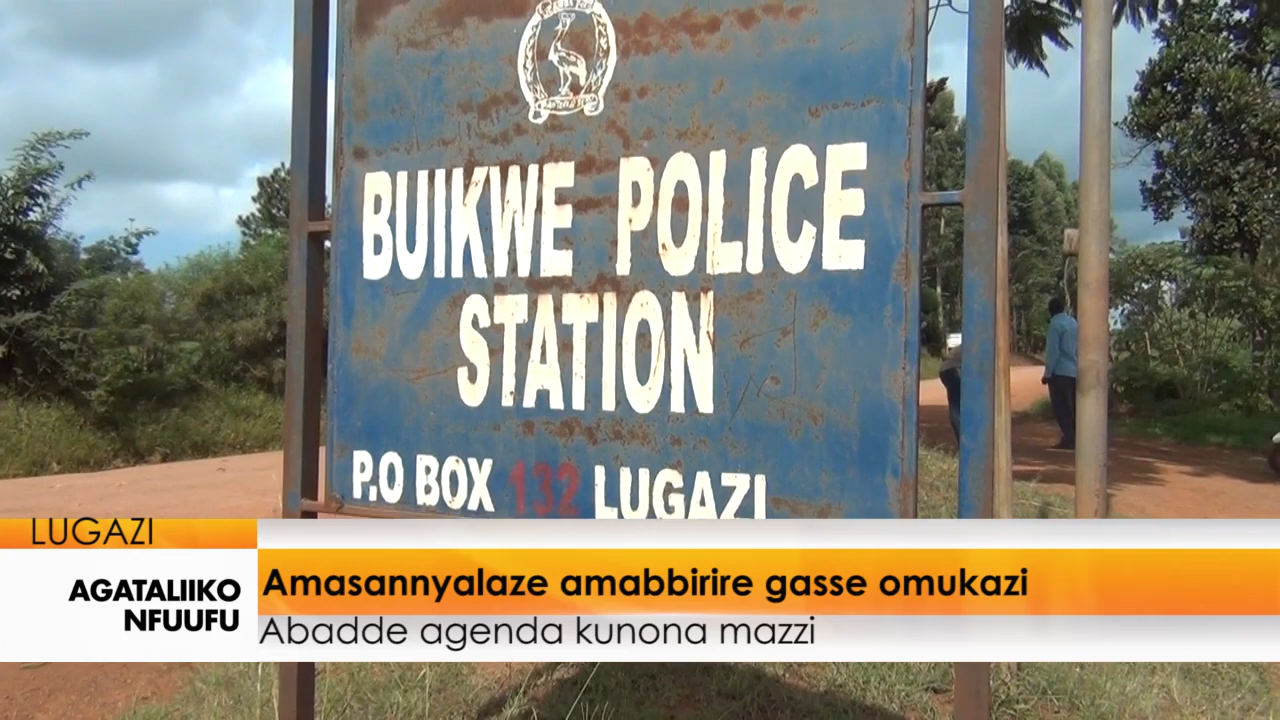 BUIKWE POLICE
STATION
P.O BOX 132 LUGAZI
LUGAZI
AGATALIIKO
NFUUFU
Amasannyalaze amabbirire gasse omukazi
Abadde agenda kunona mazzi